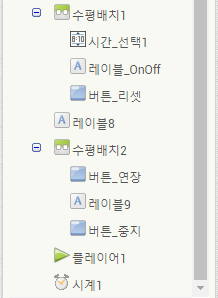 수평배치1
8:10
시간_선택1
A
레이블_OnOff
버튼_리셋
A
레이블8
수평배치2
버튼_연장
A
레이블9
버튼_중지
플레이어1
시계1